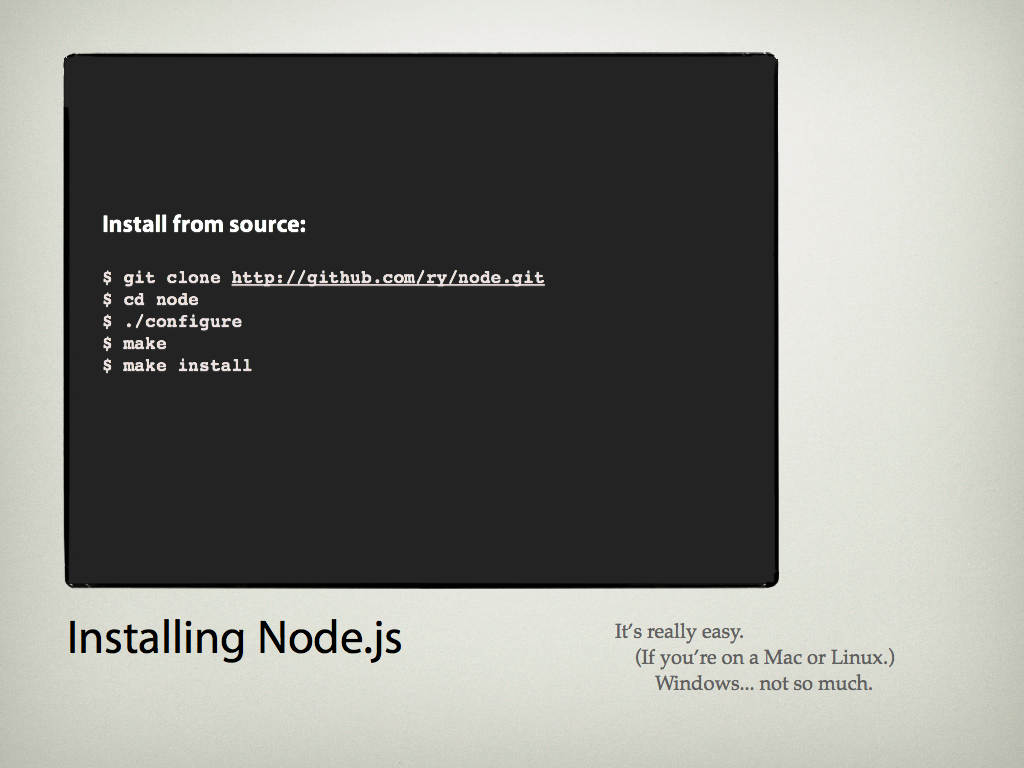 Install from source:
$ git clone http://github.com/ry/node.git
$ cd node
$ ./configure
$ make
$ make install
Installing Node.js
It’s really easy.
(If you’re on a Mac or Linux.)
Windows... not so much.